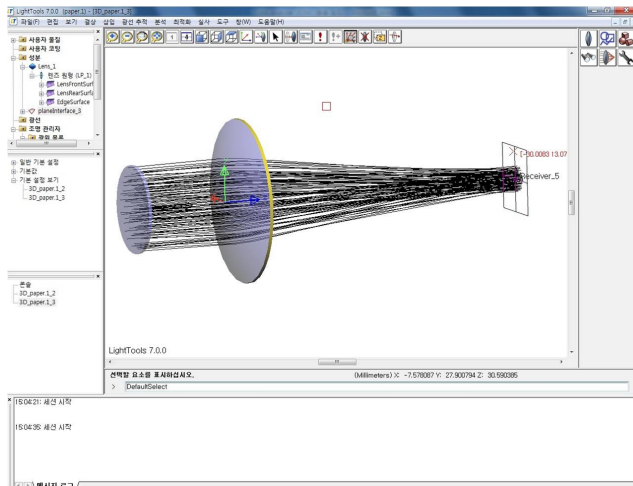 LightTools 7.0.0 (paper.1) - [3D_paper.1_3]
파일(F) 편집 보기 결상 삽입 광선 추적 분석 최적화 실사 도구 창(W) 도움말(H)
사용자 물질
사용자 코팅
성분
Lens_1
렌즈 원형 (LF_1)
LensFrontSurf
LensRearSurfa
EdgeSurface
planeInterface_3
광선
조명 관리자
일반 기본 설정
기본값
기본 설정 보기
3D_paper.1_2
3D_paper.1_3
콘솔
3D_paper.1_2
3D_paper.1_3
Receiver_5
LightTools 7.0.0
선택할 요소를 표시하십시오.
(Millimeters) X: -7.578087 Y: 27.900794 Z: 30.590385
> DefaultSelect
15:04:21: 세션 시작
15:04:35: 세션 시작
메시지 로그